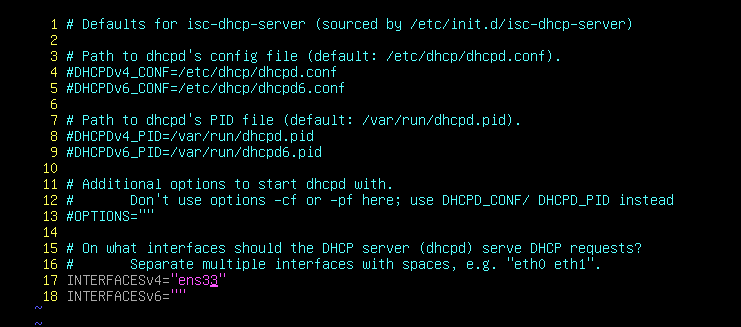 1 # Defaults for isc-dhcp-server (sourced by /etc/init.d/isc-dhcp-server)
2
3 # Path to dhcpd's config file (default: /etc/dhcp/dhcpd.conf).
4 #DHCPDv4_CONF=/etc/dhcp/dhcpd.conf
5 #DHCPDv6_CONF=/etc/dhcp/dhcpd6.conf
6
7 # Path to dhcpd's PID file (default: /var/run/dhcpd.pid).
8 #DHCPDv4_PID=/var/run/dhcpd.pid
9 #DHCPDv6_PID=/var/run/dhcpd6.pid
10
11 # Additional options to start dhcpd with.
12 #       Don't use options -cf or -pf here; use DHCPD_CONF/ DHCPD_PID instead
13 #OPTIONS=""
14
15 # On what interfaces should the DHCP server (dhcpd) serve DHCP requests?
16 #       Separate multiple interfaces with spaces, e.g. "eth0 eth1".
17 INTERFACESv4="ens33"
18 INTERFACESv6=""
~
~